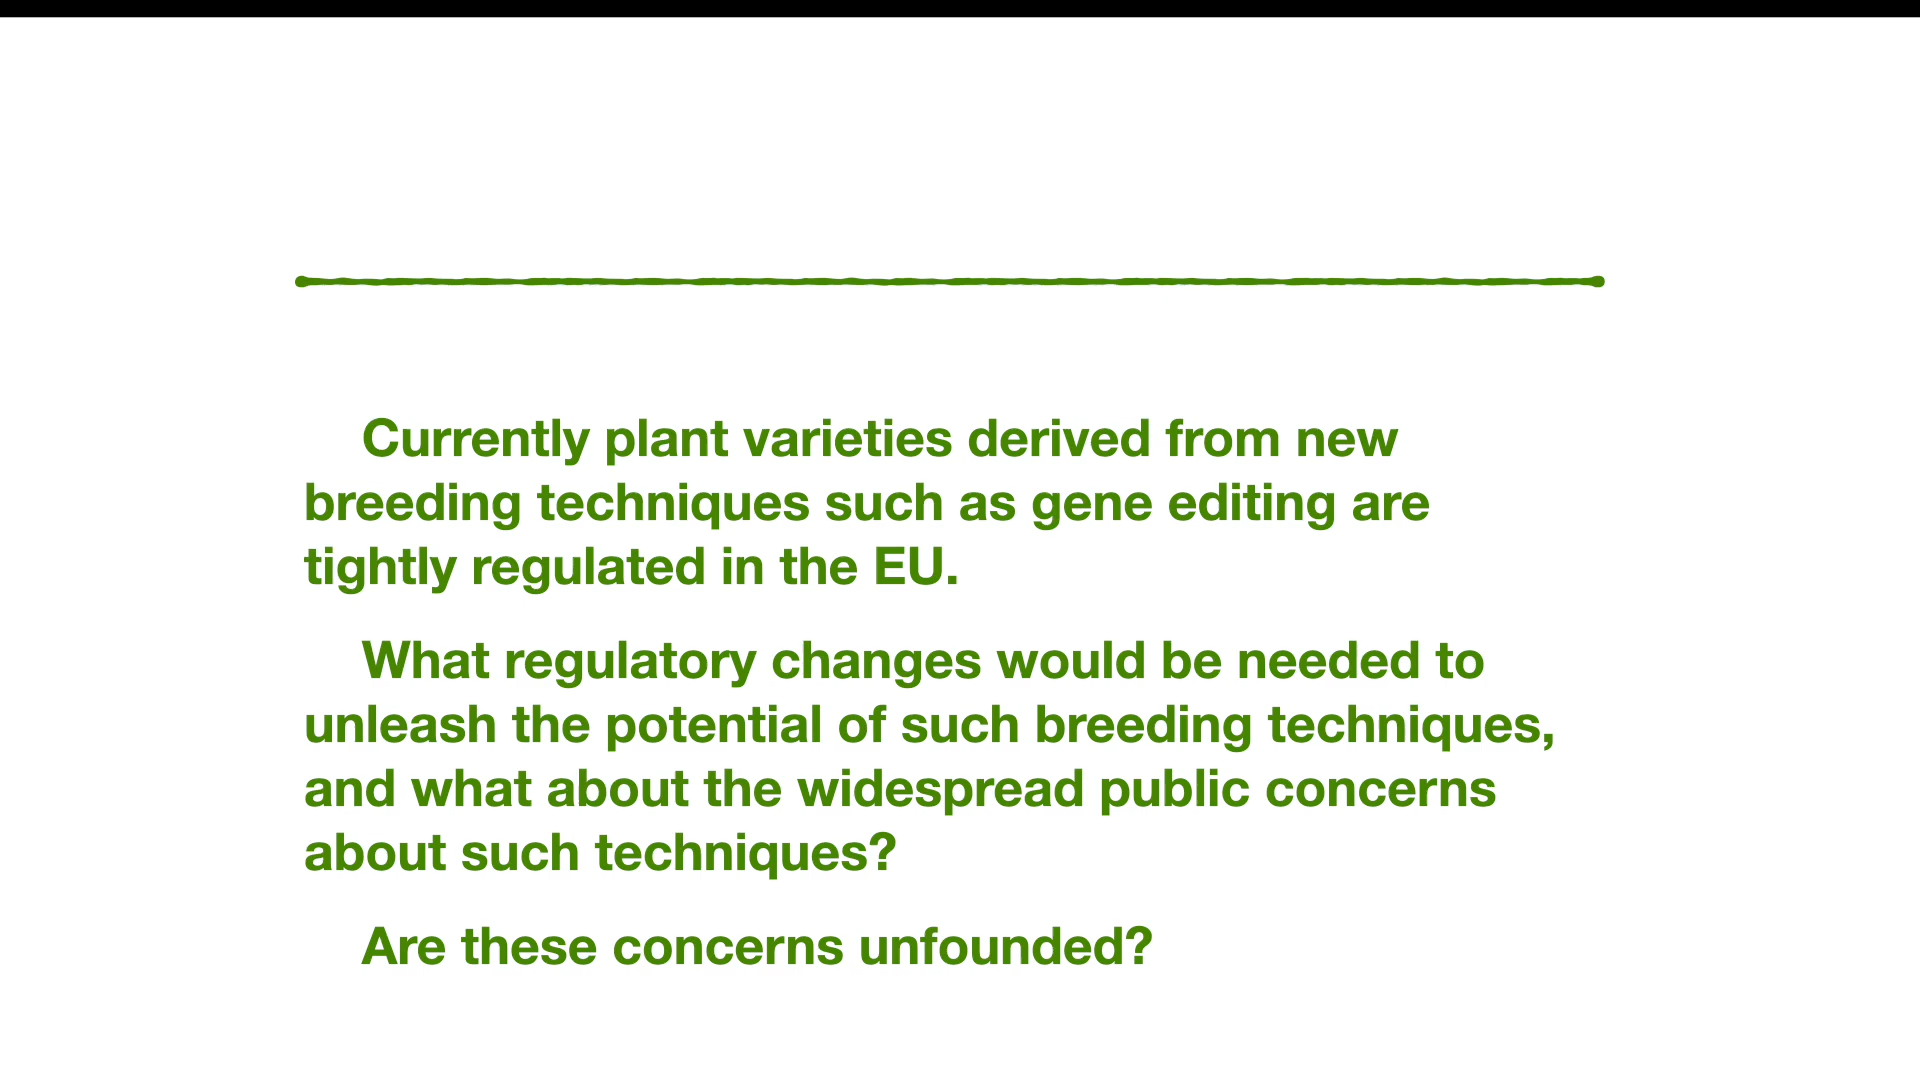 Currently plant varieties derived from new
breeding techniques such as gene editing are
tightly regulated in the EU.
What regulatory changes would be needed to
unleash the potential of such breeding techniques,
and what about the widespread public concerns
about such techniques?
Are these concerns unfounded?